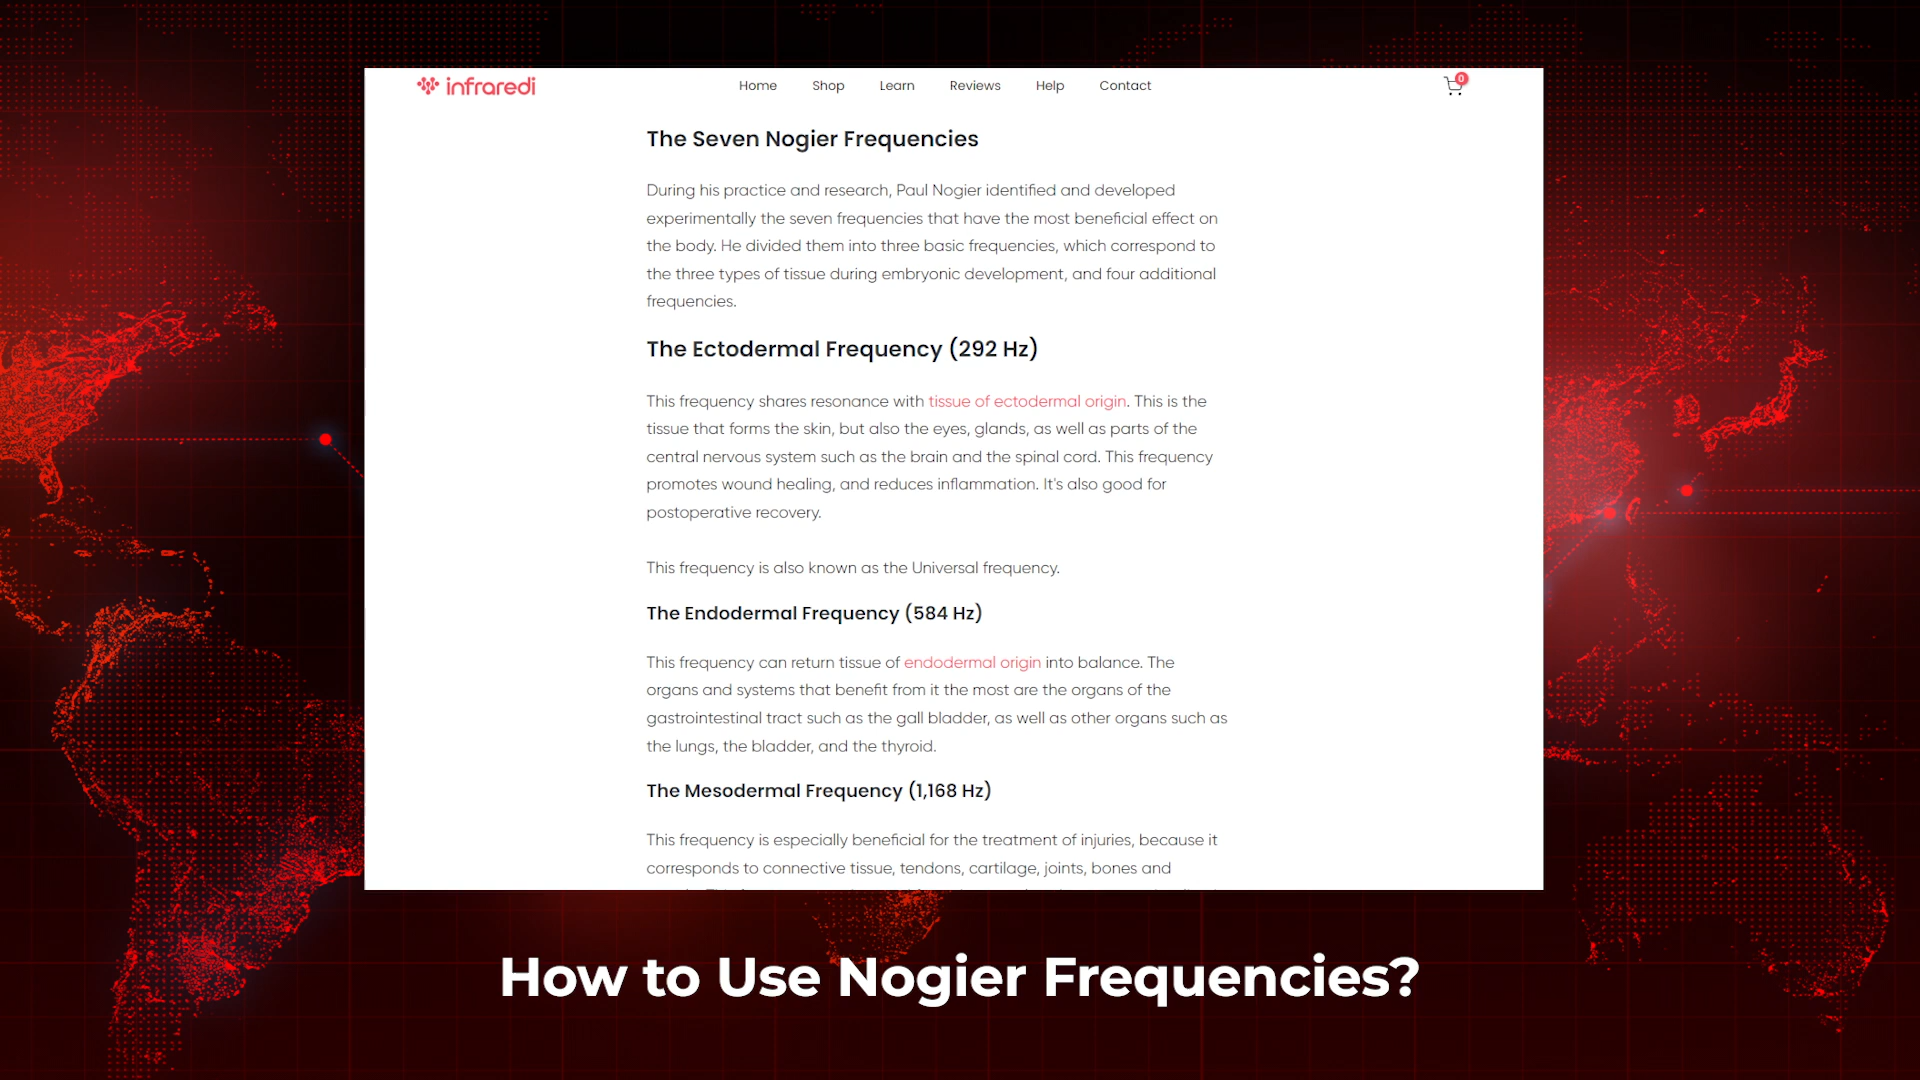 infraredi
Home Shop Learn Reviews Help Contact
0
The Seven Nogier Frequencies
During his practice and research, Paul Nogier identified and developed
experimentally the seven frequencies that have the most beneficial effect on
the body. He divided them into three basic frequencies, which correspond to
the three types of tissue during embryonic development, and four additional
frequencies.
The Ectodermal Frequency (292 Hz)
This frequency shares resonance with tissue of ectodermal origin. This is the
tissue that forms the skin, but also the eyes, glands, as well as parts of the
central nervous system such as the brain and the spinal cord. This frequency
promotes wound healing, and reduces inflammation. It's also good for
postoperative recovery.
This frequency is also known as the Universal frequency.
The Endodermal Frequency (584 Hz)
This frequency can return tissue of endodermal origin into balance. The
organs and systems that benefit from it the most are the organs of the
gastrointestinal tract such as the gall bladder, as well as other organs such as
the lungs, the bladder, and the thyroid.
The Mesodermal Frequency (1,168 Hz)
This frequency is especially beneficial for the treatment of injuries, because it
corresponds to connective tissue, tendons, cartilage, joints, bones and
How to Use Nogier Frequencies?